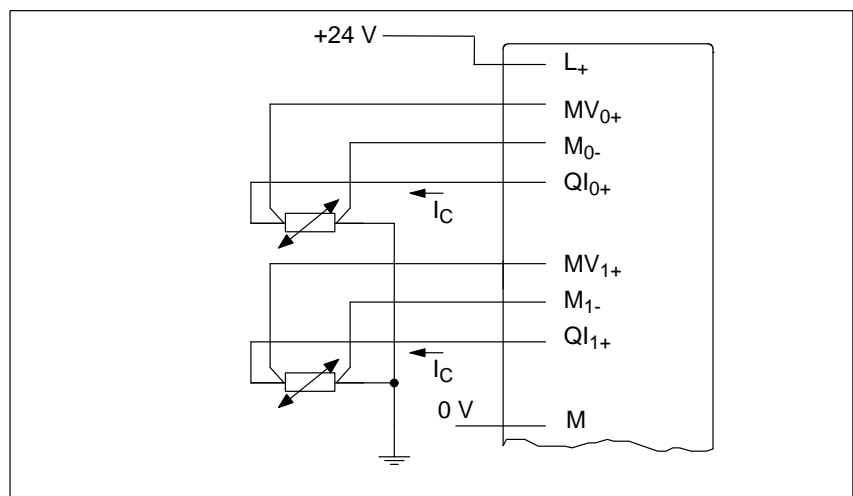 +24 V
L+
MV0+
M0-
QI0+
IC
MV1+
M1-
QI1+
IC
0 V
M